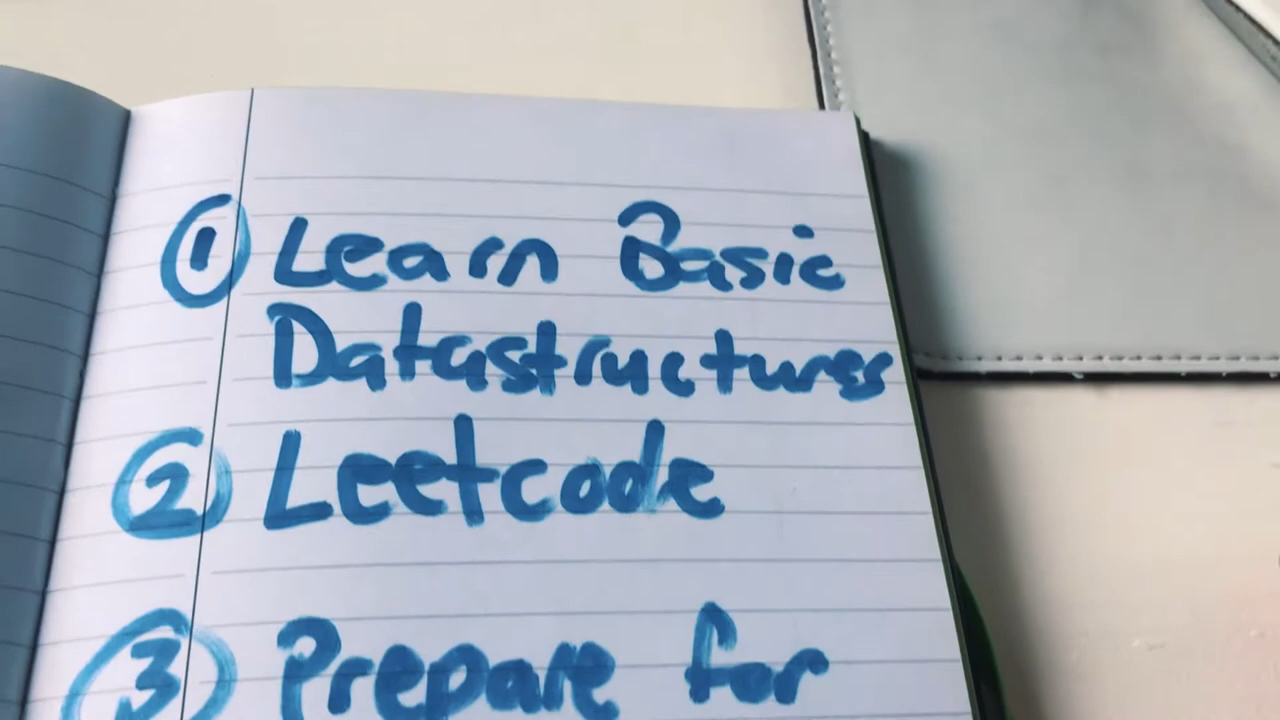 ① Learn Basic
Datastructures
② Leetcode
③ Prepare for